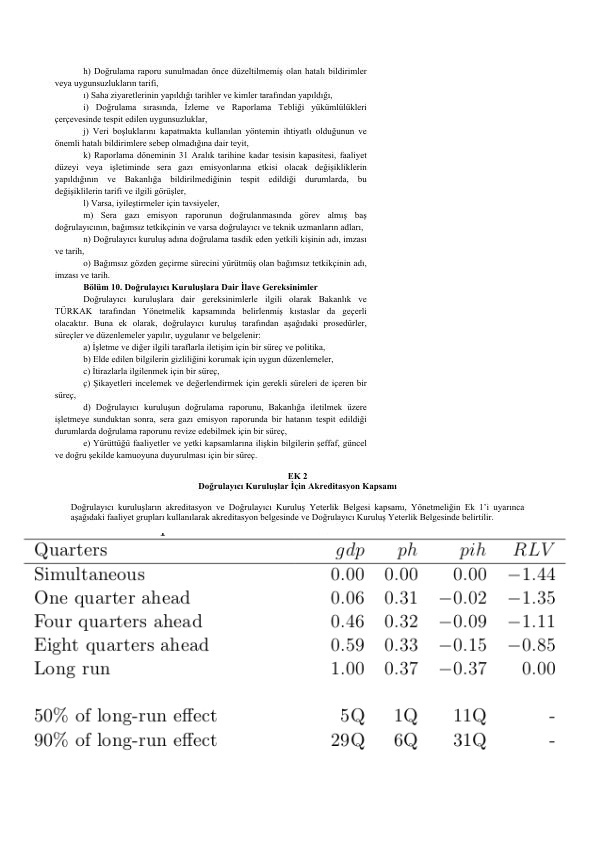 h) Doğrulama raporu sunulmadan önce düzeltilmemiş olan hatalı bildirimler
veya uygunsuzlukların tarifi,
ı) Saha ziyaretlerinin yapıldığı tarihler ve kimler tarafından yapıldığı,
i) Doğrulama sırasında, İzleme ve Raporlama Tebliği yükümlülükleri
çerçevesinde tespit edilen uygunsuzluklar,
j) Veri boşluklarını kapatmakta kullanılan yöntemin ihtiyatlı olduğunun ve
önemli hatalı bildirimlere sebep olmadığına dair teyit,
k) Raporlama döneminin 31 Aralık tarihine kadar tesisin kapasitesi, faaliyet
düzeyi veya işletiminde sera gazı emisyonlarına etkisi olacak değişikliklerin
yapıldığının ve Bakanlığa bildirilmediğinin tespit edildiği durumlarda, bu
değişiklilerin tarifi ve ilgili görüşler,
l) Varsa, iyileştirmeler için tavsiyeler,
m) Sera gazı emisyon raporunun doğrulanmasında görev almış baş
doğrulayıcının, bağımsız tetkikçinin ve varsa doğrulayıcı ve teknik uzmanların adları,
n) Doğrulayıcı kuruluş adına doğrulama tasdik eden yetkili kişinin adı, imzası
ve tarih,
o) Bağımsız gözden geçirme sürecini yürütmüş olan bağımsız tetkikçinin adı,
imzası ve tarih.
Bölüm 10. Doğrulayıcı Kuruluşlara Dair İlave Gereksinimler
Doğrulayıcı kuruluşlara dair gereksinimlerle ilgili olarak Bakanlık ve
TÜRKAK tarafından Yönetmelik kapsamında belirlenmiş kıstaslar da geçerli
olacaktır. Buna ek olarak, doğrulayıcı kuruluş tarafından aşağıdaki prosedürler,
süreçler ve düzenlemeler yapılır, uygulanır ve belgelenir:
a) İşletme ve diğer ilgili taraflarla iletişim için bir süreç ve politika,
b) Elde edilen bilgilerin gizliliğini korumak için uygun düzenlemeler,
c) İtirazlarla ilgilenmek için bir süreç,
ç) Şikayetleri incelemek ve değerlendirmek için gerekli süreleri de içeren bir
süreç,
d) Doğrulayıcı kuruluşun doğrulama raporunu, Bakanlığa iletilmek üzere
işletmeye sunduktan sonra, sera gazı emisyon raporunda bir hatanın tespit edildiği
durumlarda doğrulama raporunu revize edebilmek için bir süreç,
e) Yürüttüğü faaliyetler ve yetki kapsamlarına ilişkin bilgilerin şeffaf, güncel
ve doğru şekilde kamuoyuna duyurulması için bir süreç.
EK 2
Doğrulayıcı Kuruluşlar İçin Akreditasyon Kapsamı
Doğrulayıcı kuruluşların akreditasyon ve Doğrulayıcı Kuruluş Yeterlik Belgesi kapsamı, Yönetmeliğin Ek 1'i uyarınca
aşağıdaki faaliyet grupları kullanılarak akreditasyon belgesinde ve Doğrulayıcı Kuruluş Yeterlik Belgesinde belirtilir.
Quarters gdp ph pih RLV
Simultaneous 0.00 0.00 0.00 −1.44
One quarter ahead 0.06 0.31 −0.02 −1.35
Four quarters ahead 0.46 0.32 −0.09 −1.11
Eight quarters ahead 0.59 0.33 −0.15 −0.85
Long run 1.00 0.37 −0.37 0.00
50% of long-run effect 5Q 1Q 11Q -
90% of long-run effect 29Q 6Q 31Q -